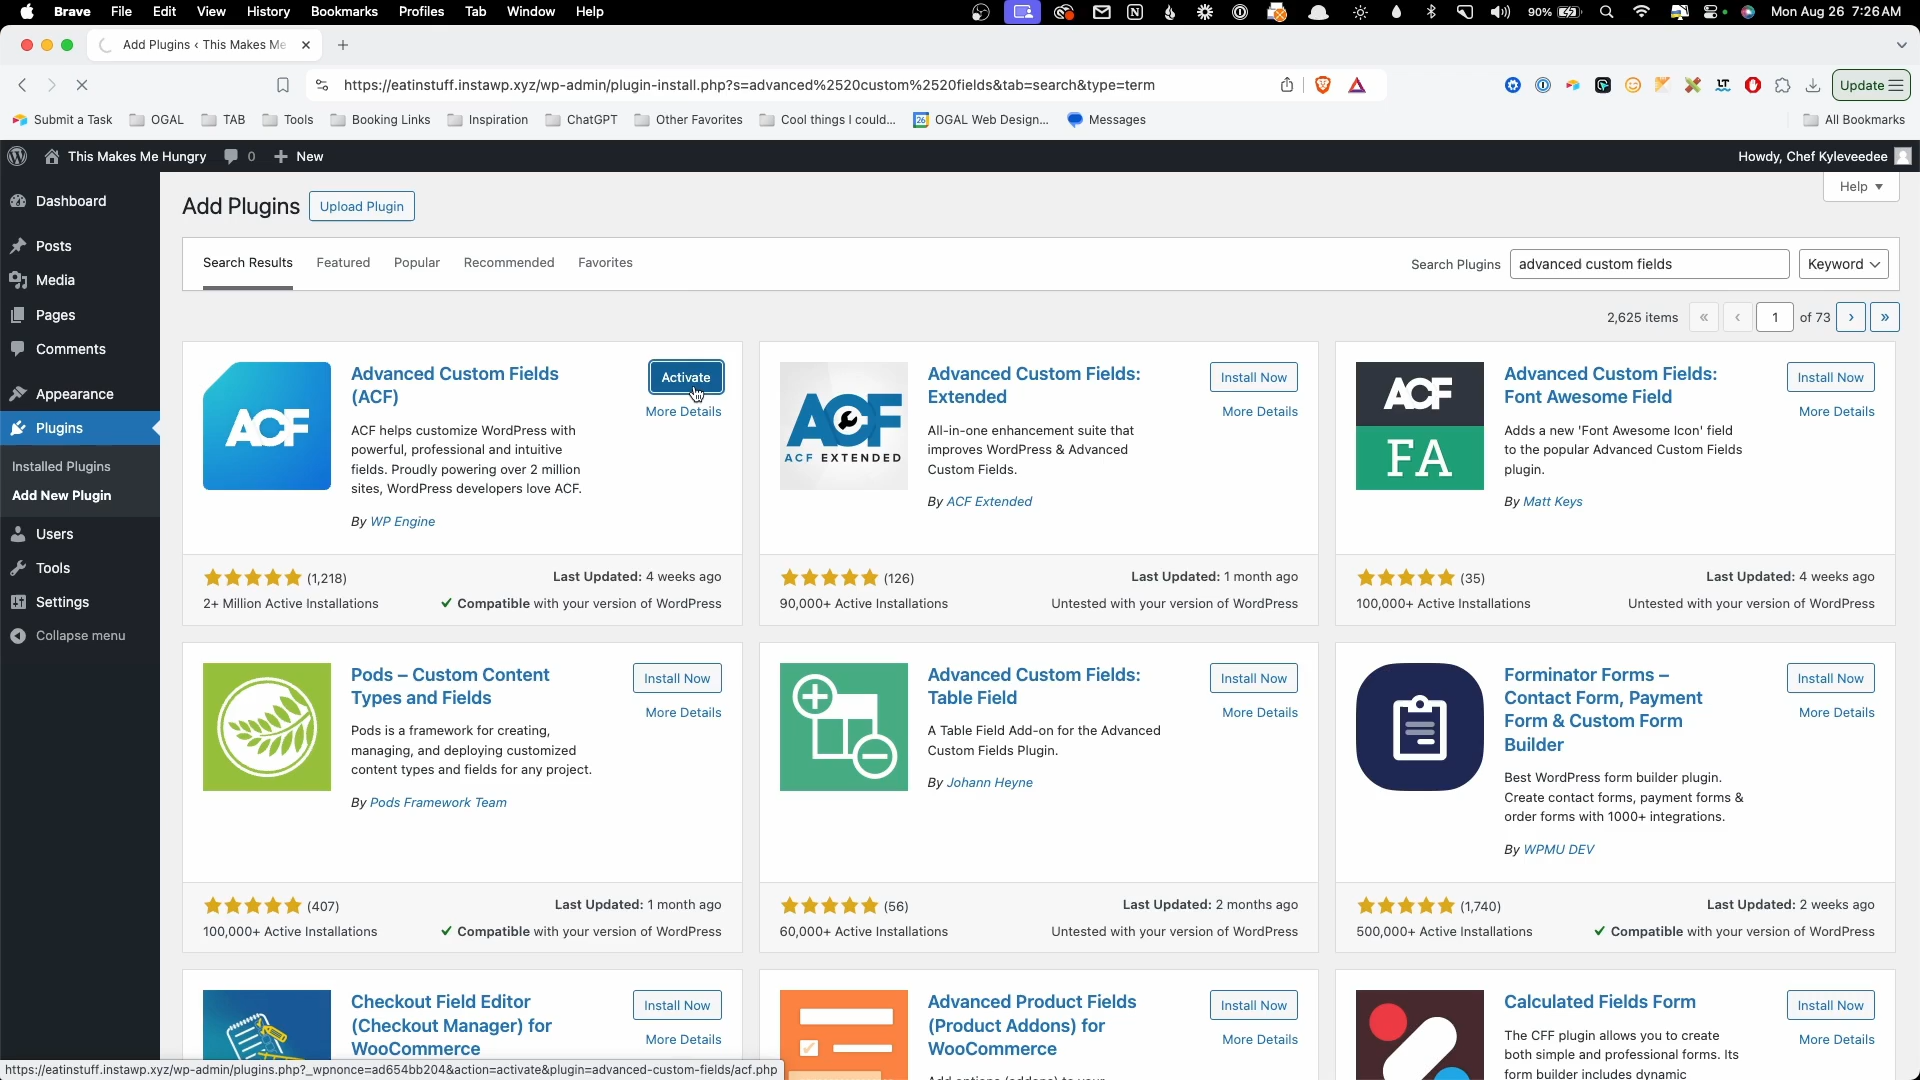 Brave File Edit View History Bookmarks Profiles Tab Window Help
90% Mon Aug 26 7:26 AM
Add Plugins ‹ This Makes Me
https://eatinstuff.instawp.xyz/wp-admin/plugin-install.php?s=advanced%2520custom%2520fields&tab=search&type=term
Update
Submit a Task OGAL TAB Tools Booking Links Inspiration ChatGPT Other Favorites Cool things I could... OGAL Web Design... Messages All Bookmarks
This Makes Me Hungry 0 New Howdy, Chef Kyleveedee
Help
Dashboard
Posts
Media
Pages
Comments
Appearance
Plugins
Installed Plugins
Add New Plugin
Users
Tools
Settings
Collapse menu
Add Plugins Upload Plugin
Search Results Featured Popular Recommended Favorites
Search Plugins advanced custom fields Keyword
2,625 items « ‹ 1 of 73 › »
ACF
Advanced Custom Fields
(ACF)
Activate
More Details
ACF helps customize WordPress with
powerful, professional and intuitive
fields. Proudly powering over 2 million
sites, WordPress developers love ACF.
By WP Engine
(1,218)
Last Updated: 4 weeks ago
2+ Million Active Installations
Compatible with your version of WordPress
ACF
ACF EXTENDED
Advanced Custom Fields:
Extended
Install Now
More Details
All-in-one enhancement suite that
improves WordPress & Advanced
Custom Fields.
By ACF Extended
(126)
Last Updated: 1 month ago
90,000+ Active Installations
Untested with your version of WordPress
ACF
FA
Advanced Custom Fields:
Font Awesome Field
Install Now
More Details
Adds a new 'Font Awesome Icon' field
to the popular Advanced Custom Fields
plugin.
By Matt Keys
(35)
Last Updated: 4 weeks ago
100,000+ Active Installations
Untested with your version of WordPress
Pods – Custom Content
Types and Fields
Install Now
More Details
Pods is a framework for creating,
managing, and deploying customized
content types and fields for any project.
By Pods Framework Team
(407)
Last Updated: 1 month ago
100,000+ Active Installations
Compatible with your version of WordPress
Advanced Custom Fields:
Table Field
Install Now
More Details
A Table Field Add-on for the Advanced
Custom Fields Plugin.
By Johann Heyne
(56)
Last Updated: 2 months ago
60,000+ Active Installations
Untested with your version of WordPress
Forminator Forms –
Contact Form, Payment
Form & Custom Form
Builder
Install Now
More Details
Best WordPress form builder plugin.
Create contact forms, payment forms &
order forms with 1000+ integrations.
By WPMU DEV
(1,740)
Last Updated: 2 weeks ago
500,000+ Active Installations
Compatible with your version of WordPress
Checkout Field Editor
(Checkout Manager) for
WooCommerce
Install Now
More Details
Advanced Product Fields
(Product Addons) for
WooCommerce
Install Now
More Details
Calculated Fields Form
Install Now
More Details
The CFF plugin allows you to create
both simple and professional forms. Its
form builder includes dynamic
https://eatinstuff.instawp.xyz/wp-admin/plugins.php?_wpnonce=ad654bb204&action=activate&plugin=advanced-custom-fields/acf.php